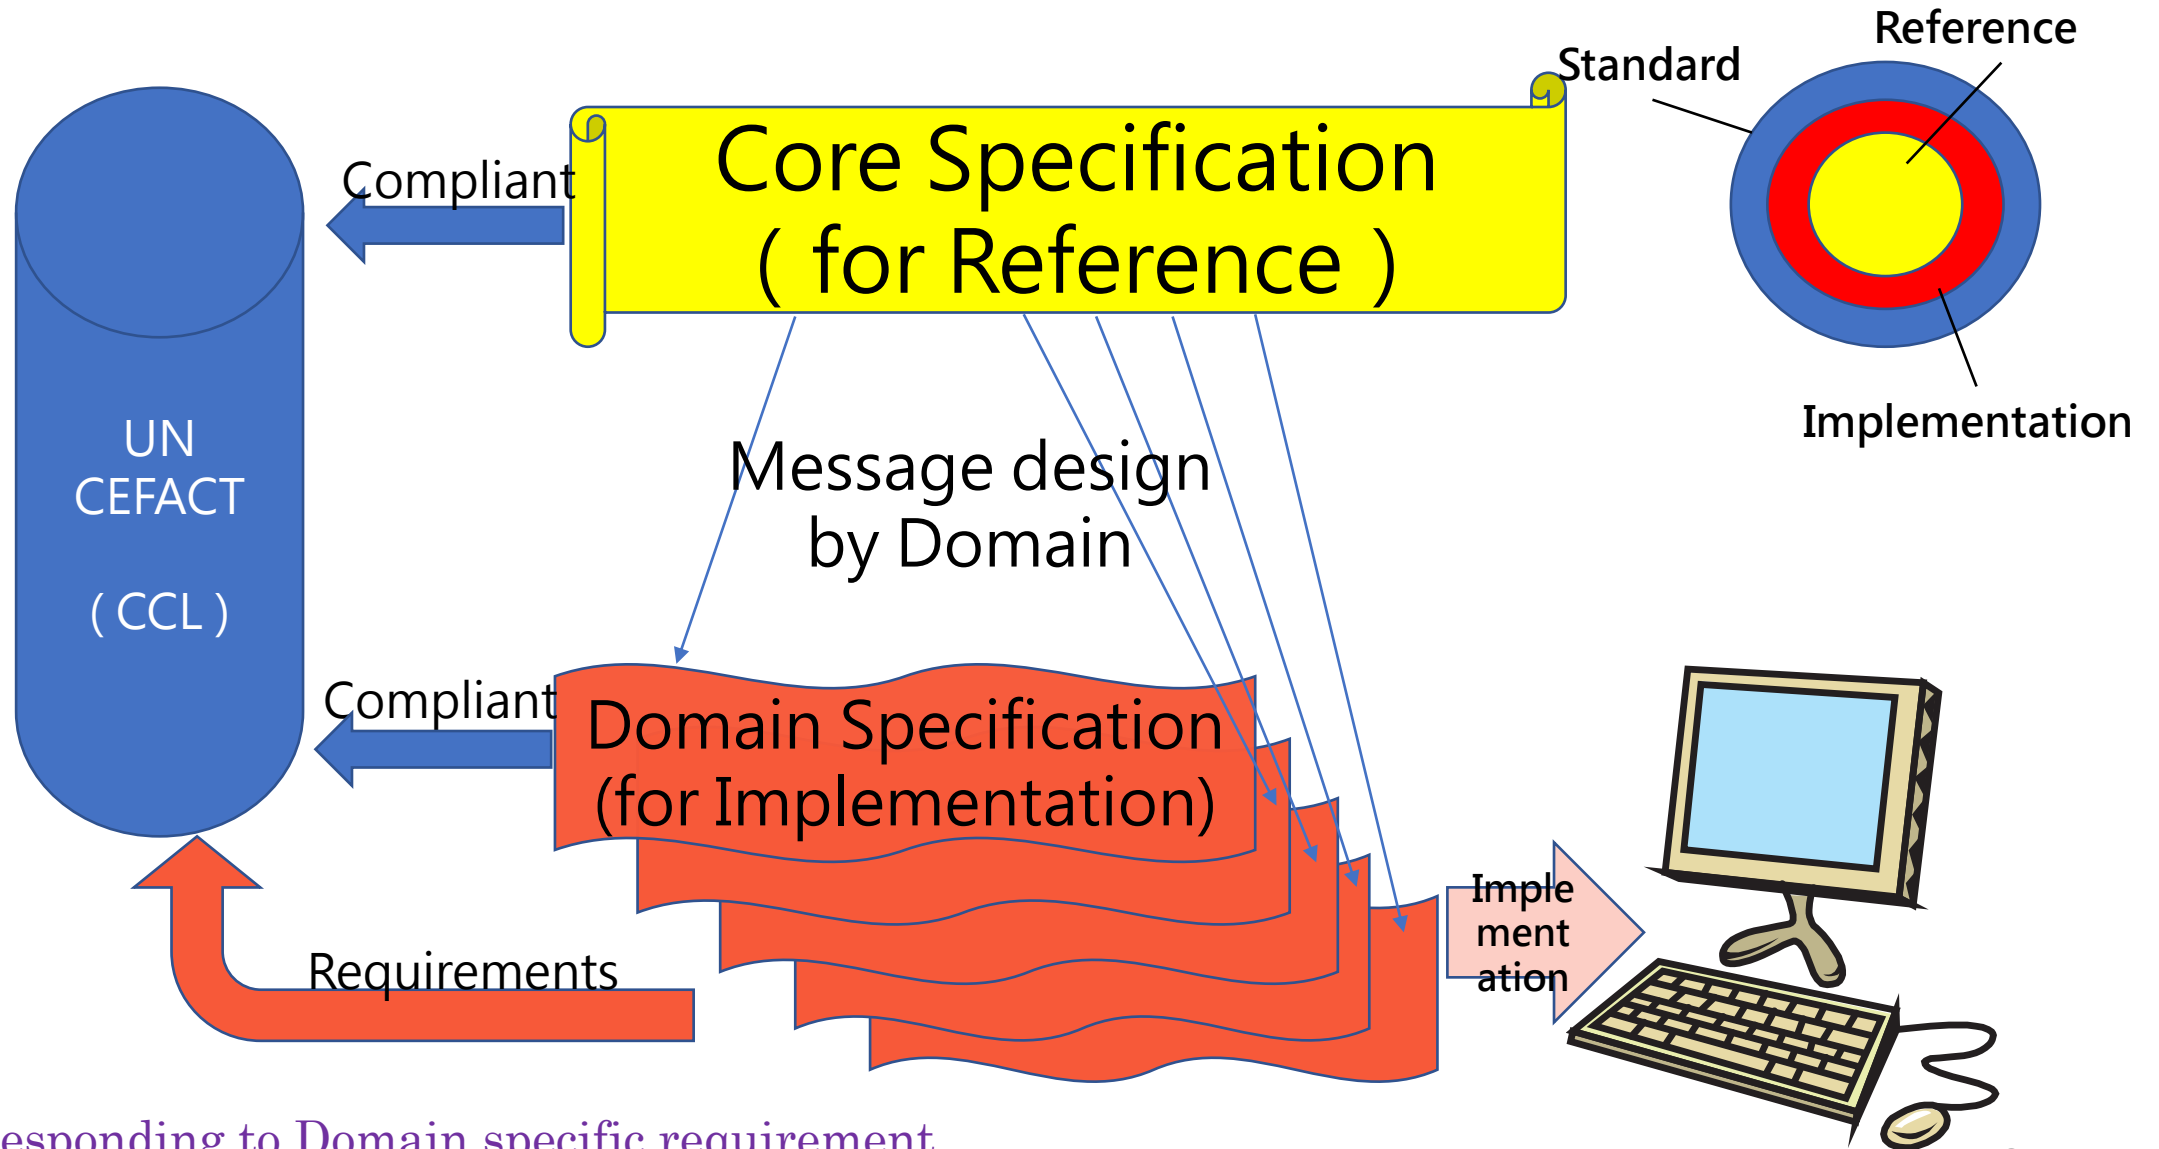 Reference
Standard
Core Specification
( for Reference )
Compliant
Implementation
UN
CEFACT
( CCL )
Message design
by Domain
Compliant
Domain Specification
(for Implementation)
Imple
ment
ation
Requirements
esponding to Domain specific requirement